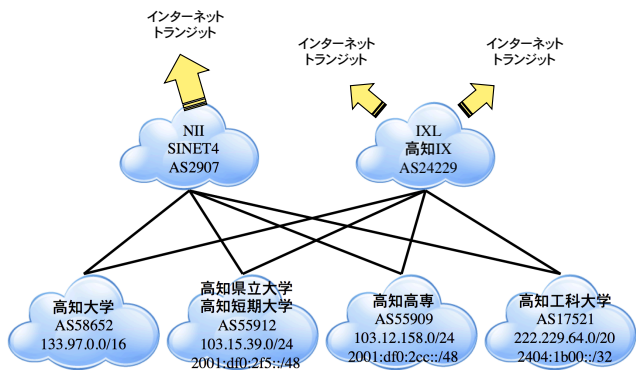 インターネット
トランジット
インターネット
トランジット
インターネット
トランジット
NII
SINET4
AS2907
IXL
高知IX
AS24229
高知大学
AS58652
133.97.0.0/16
高知県立大学
高知短期大学
AS55912
103.15.39.0/24
2001:df0:2f5::/48
高知高専
AS55909
103.12.158.0/24
2001:df0:2cc::/48
高知工科大学
AS17521
222.229.64.0/20
2404:1b00::/32